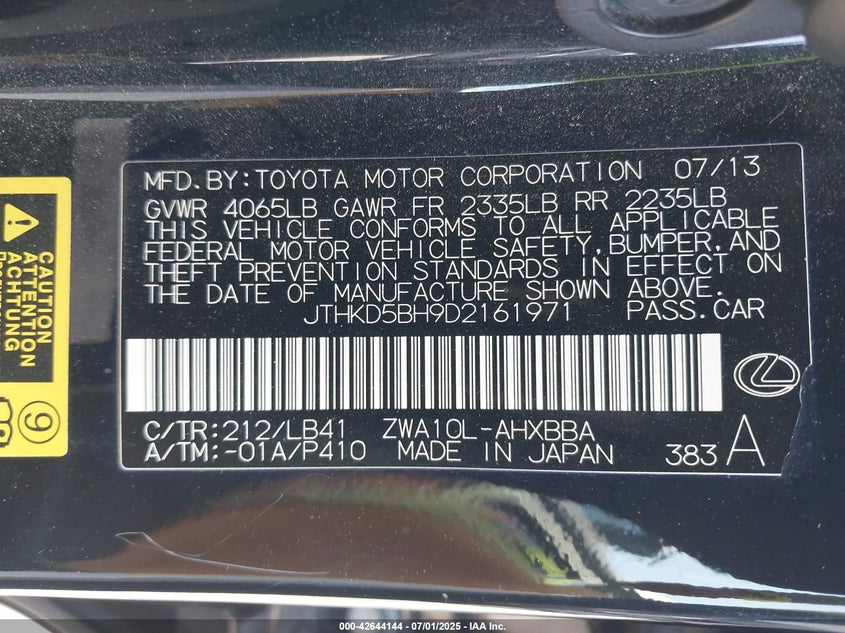 MFD.BY:TOYOTA MOTOR CORPORATION 07/13
GVWR 4065LB GAWR FR 2335LB RR 2235LB
THIS VEHICLE CONFORMS TO ALL APPLICABLE
FEDERAL MOTOR VEHICLE SAFETY,BUMPER,AND
THEFT PREVENTION STANDARDS IN EFFECT ON
THE DATE OF MANUFACTURE SHOWN ABOVE.
JTHKD5BH9D2161971 PASS.CAR
C/TR:212/LB41 ZWA10L-AHXBBA
A/TM:-01A/P410 MADE IN JAPAN 383 A
CAUTION
ATTENTION
ACHTUNG
9
000-42644144 - 07/01/2025 - IAA Inc.